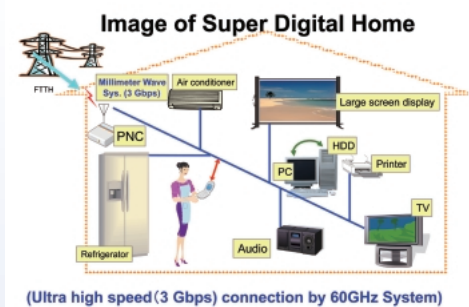 Image of Super Digital Home
FTTH
Millimeter Wave
Sys. (3 Gbps)
Air conditioner
Large screen display
PNC
HDD
PC
Printer
TV
Refrigerator
Audio
(Ultra high speed(3 Gbps) connection by 60GHz System)